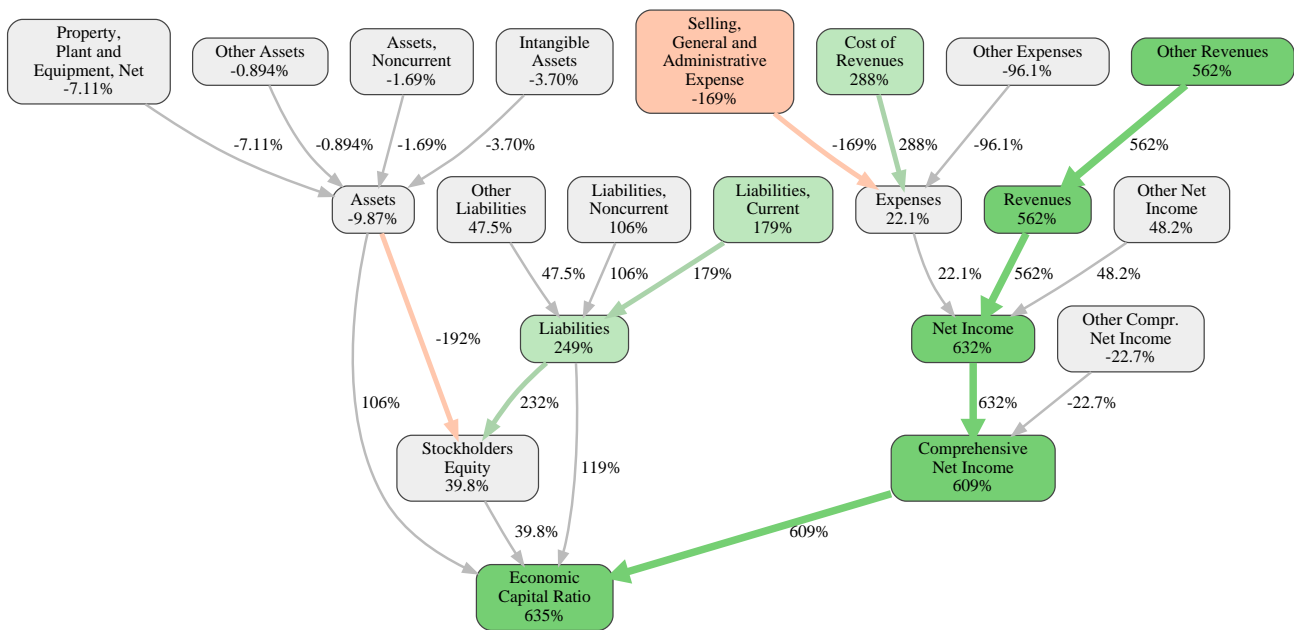 Property,
Plant and
Equipment, Net
-7.11%
Other Assets
-0.894%
Assets,
Noncurrent
-1.69%
Intangible
Assets
-3.70%
Selling,
General and
Administrative
Expense
-169%
Cost of
Revenues
288%
Other Expenses
-96.1%
Other Revenues
562%
-7.11%
-0.894%
-1.69%
-3.70%
-169%
288%
-96.1%
562%
Assets
-9.87%
Other
Liabilities
47.5%
Liabilities,
Noncurrent
106%
Liabilities,
Current
179%
Expenses
22.1%
Revenues
562%
Other Net
Income
48.2%
47.5%
106%
179%
22.1%
562%
48.2%
-192%
Liabilities
249%
Net Income
632%
Other Compr.
Net Income
-22.7%
106%
232%
119%
632%
-22.7%
Stockholders
Equity
39.8%
Comprehensive
Net Income
609%
39.8%
609%
Economic
Capital Ratio
635%